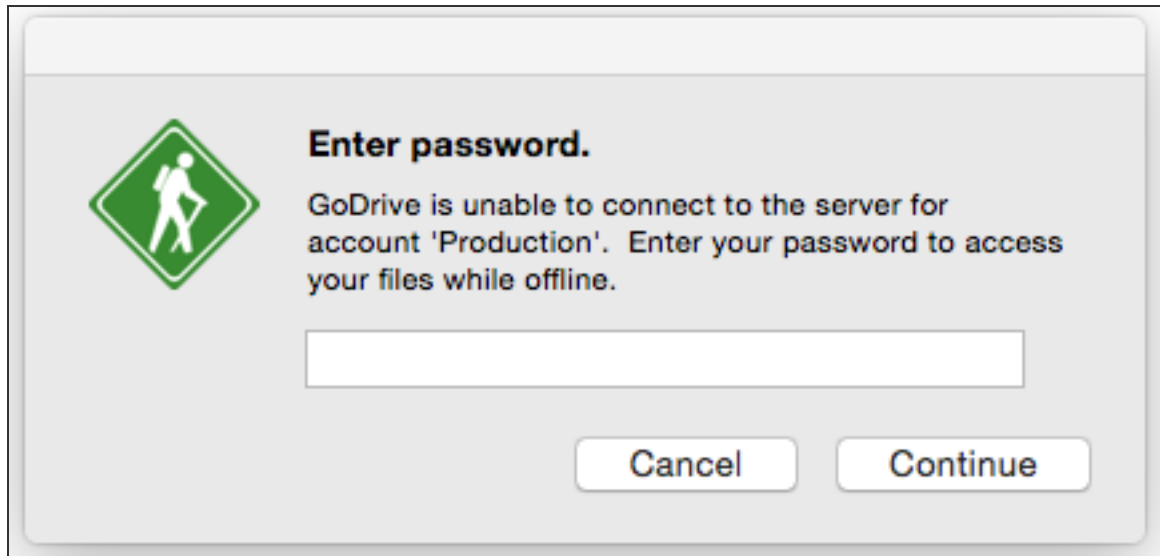 Enter password.
GoDrive is unable to connect to the server for
account 'Production'.  Enter your password to access
your files while offline.
Cancel
Continue